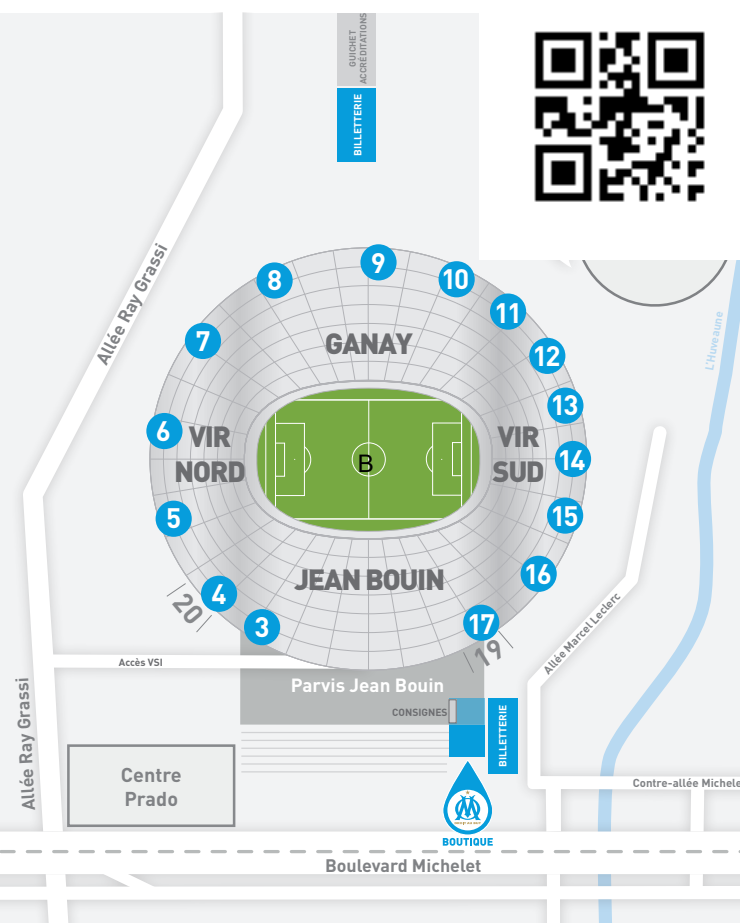 GUICHET
ACCRÉDITATIONS
BILLETTERIE
Allée Ray Grassi
8
9
10
11
7
GANAY
12
L'Huveaune
13
6
VIR
NORD
B
VIR
SUD
14
5
15
16
JEAN BOUIN
4
20
3
17
19
Allée Marcel Leclerc
Accès VSI
Parvis Jean Bouin
CONSIGNES
BILLETTERIE
Allée Ray Grassi
Centre
Prado
Contre-allée Michele
BOUTIQUE
Boulevard Michelet